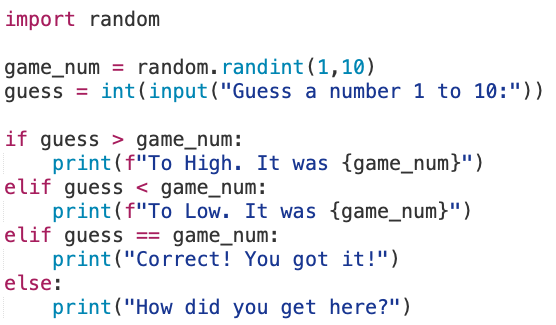 import random

game_num = random.randint(1,10)
guess = int(input("Guess a number 1 to 10:"))

if guess > game_num:
    print(f"To High. It was {game_num}")
elif guess < game_num:
    print(f"To Low. It was {game_num}")
elif guess == game_num:
    print("Correct! You got it!")
else:
    print("How did you get here?")